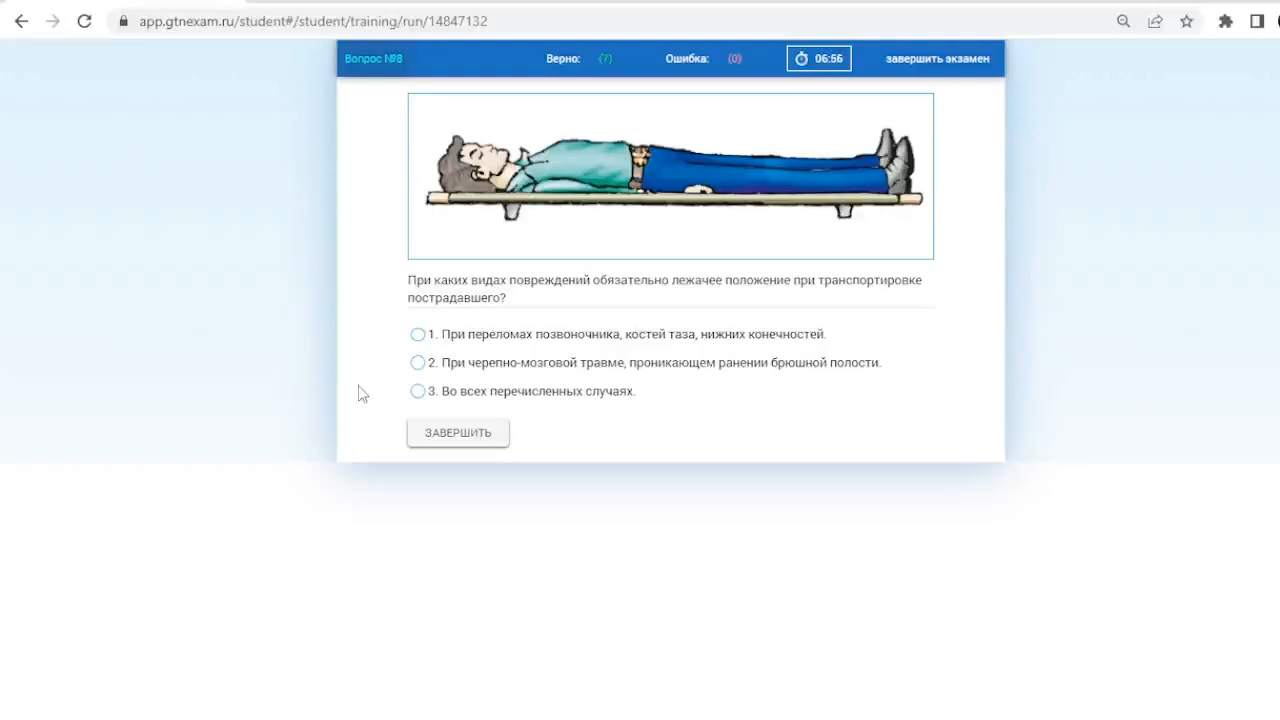 app.gtnexam.ru/student#/student/training/run/14847132
Вопрос №8 Верно: (7) Ошибка: (0) 06:56 завершить экзамен
При каких видах повреждений обязательно лежачее положение при транспортировке
пострадавшего?
1. При переломах позвоночника, костей таза, нижних конечностей.
2. При черепно-мозговой травме, проникающем ранении брюшной полости.
3. Во всех перечисленных случаях.
ЗАВЕРШИТЬ